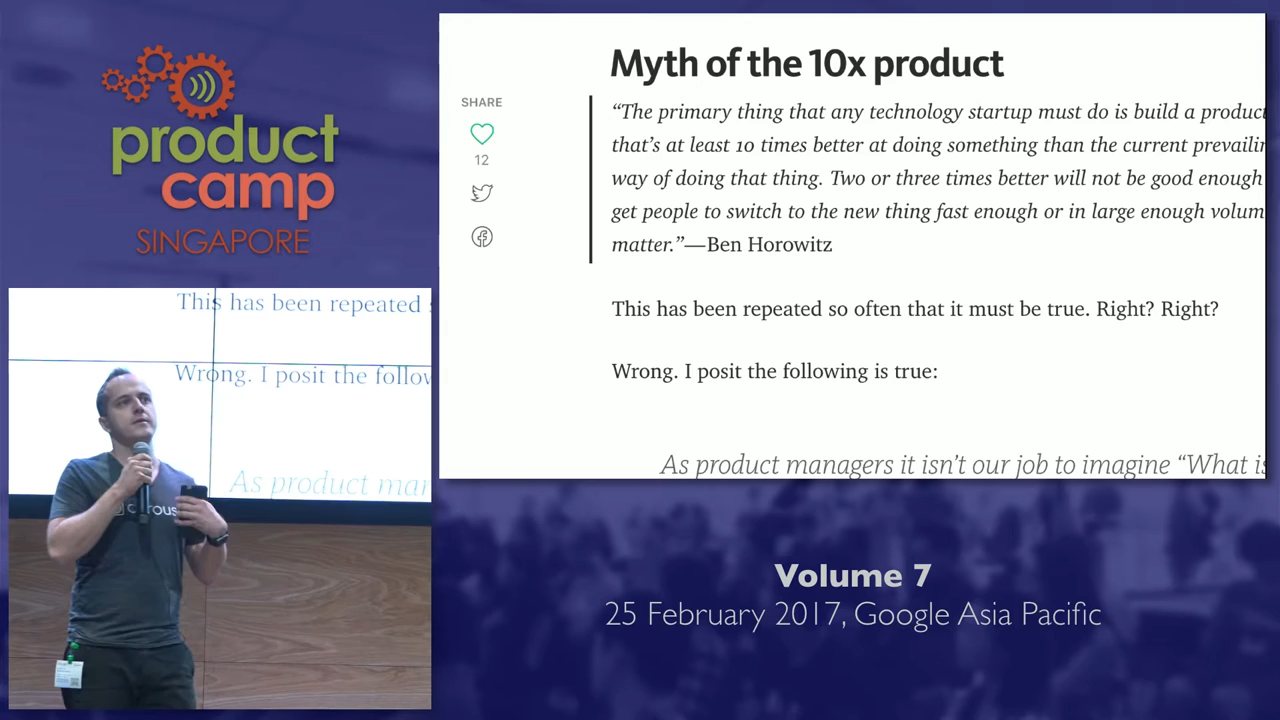 product
camp
SINGAPORE
Myth of the 10x product
SHARE
12
“The primary thing that any technology startup must do is build a product
that’s at least 10 times better at doing something than the current
way of doing that thing. Two or three times better will not be good enough
get people to switch to the new thing fast enough or in large enough
matter.”—Ben Horowitz
This has been repeated so often that it must be true. Right? Right?
Wrong. I posit the following is true:
As product managers it isn’t our job to imagine “What is
This has been repeated
Wrong. I posit the
As product
Volume 7
25 February 2017, Google Asia Pacific